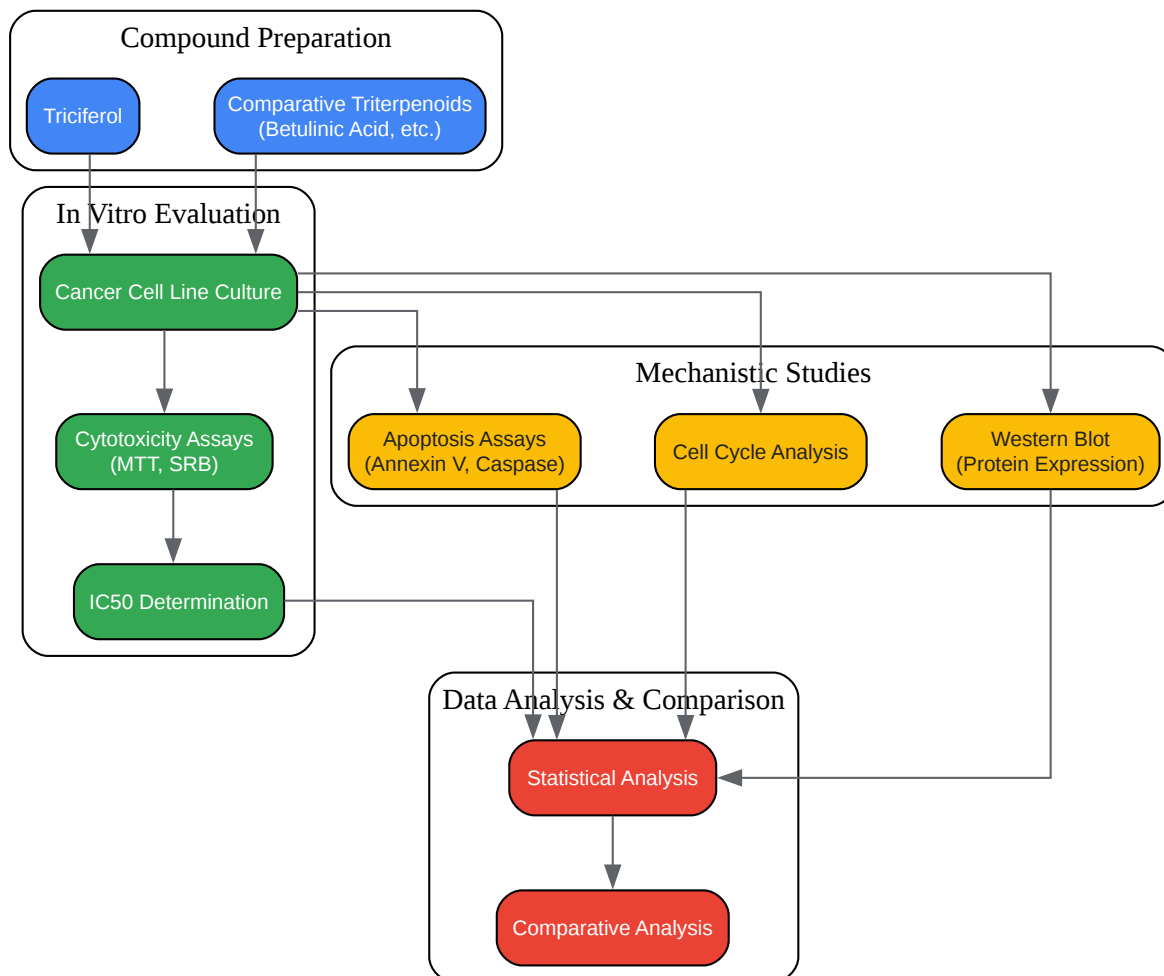 Compound Preparation
Triciferol
Comparative Triterpenoids
(Betulinic Acid, etc.)
In Vitro Evaluation
Cancer Cell Line Culture
Mechanistic Studies
Cytotoxicity Assays
(MTT, SRB)
Apoptosis Assays
(Annexin V, Caspase)
Cell Cycle Analysis
Western Blot
(Protein Expression)
IC50 Determination
Data Analysis & Comparison
Statistical Analysis
Comparative Analysis